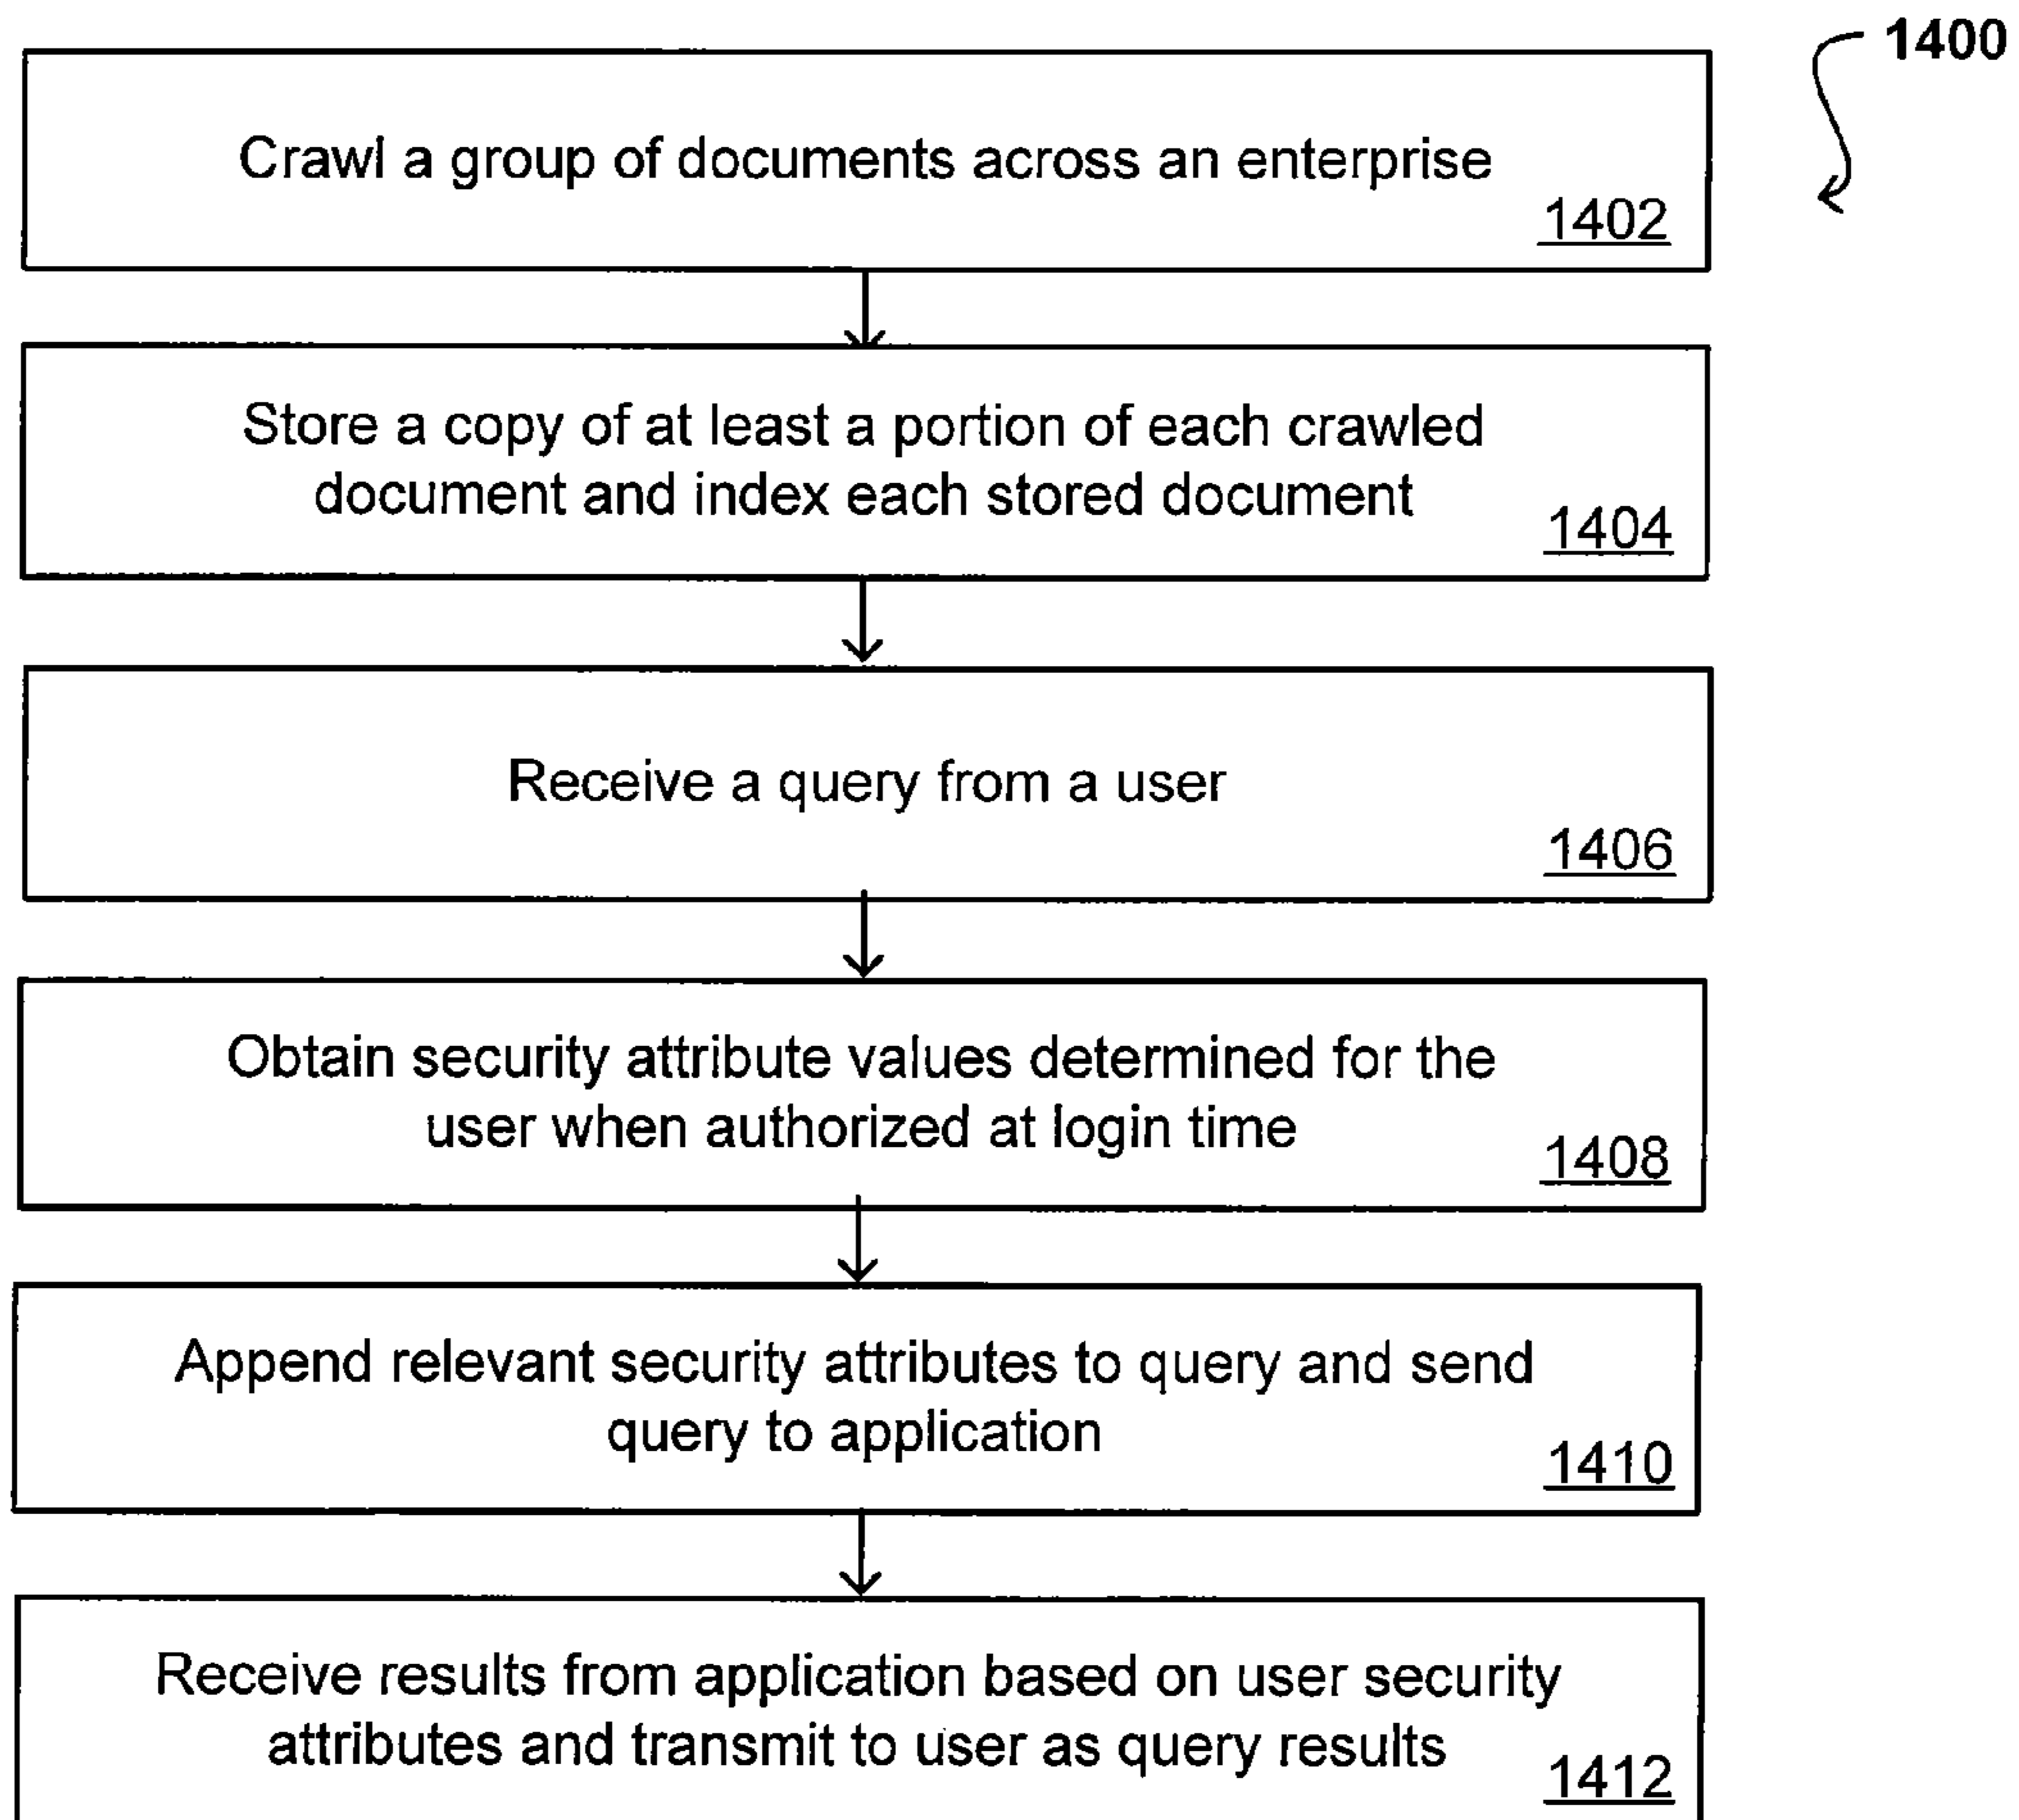 1400
Crawl a group of documents across an enterprise
1402
Store a copy of at least a portion of each crawled
document and index each stored document
1404
Receive a query from a user
1406
Obtain security attribute values determined for the
user when authorized at login time
1408
Append relevant security attributes to query and send
query to application
1410
Receive results from application based on user security
attributes and transmit to user as query results
1412